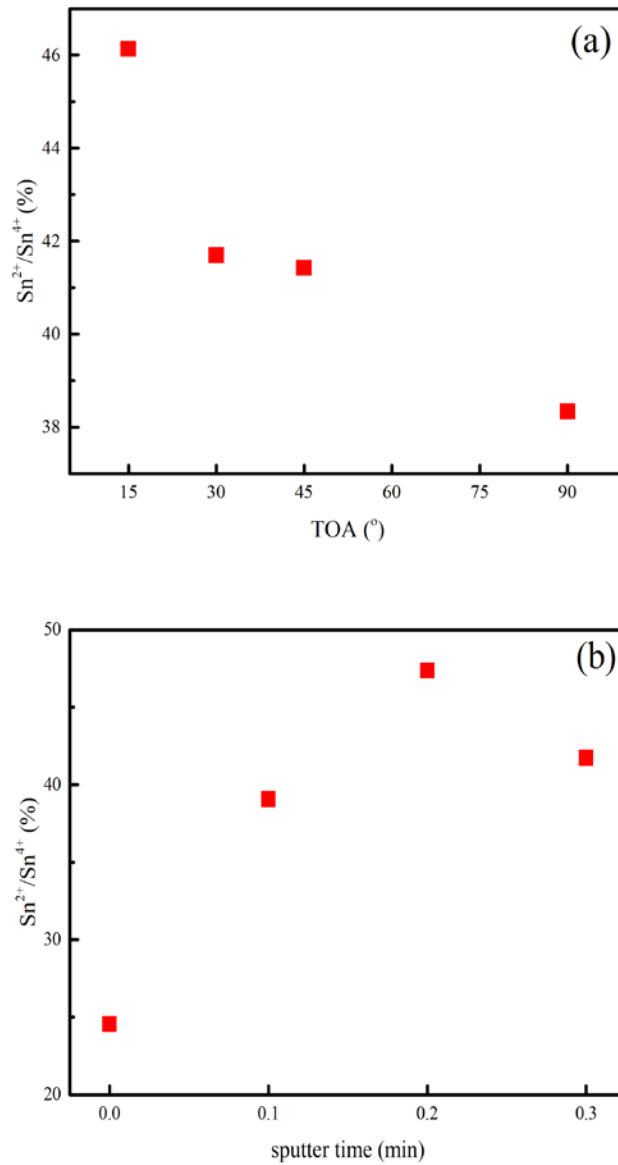 (a)
46
44
42
40
38
Sn²⁺/Sn⁴⁺ (%)
15 30 45 60 75 90
TOA (°)
(b)
50
40
30
20
Sn²⁺/Sn⁴⁺ (%)
0.0 0.1 0.2 0.3
sputter time (min)